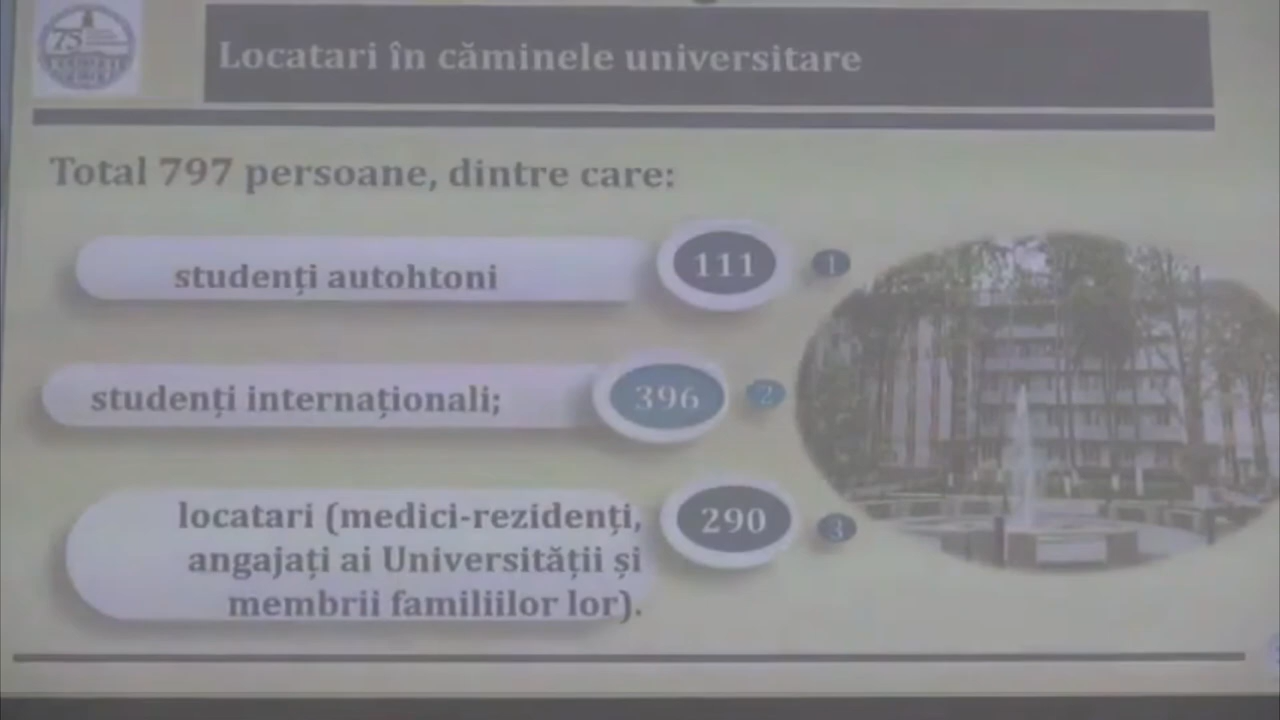 75
Locatari în căminele universitare
Total 797 persoane, dintre care:
studenți autohtoni
111
1
studenți internaționali;
396
2
locatari (medici-rezidenți,
angajați ai Universității și
membrii familiilor lor).
290
3